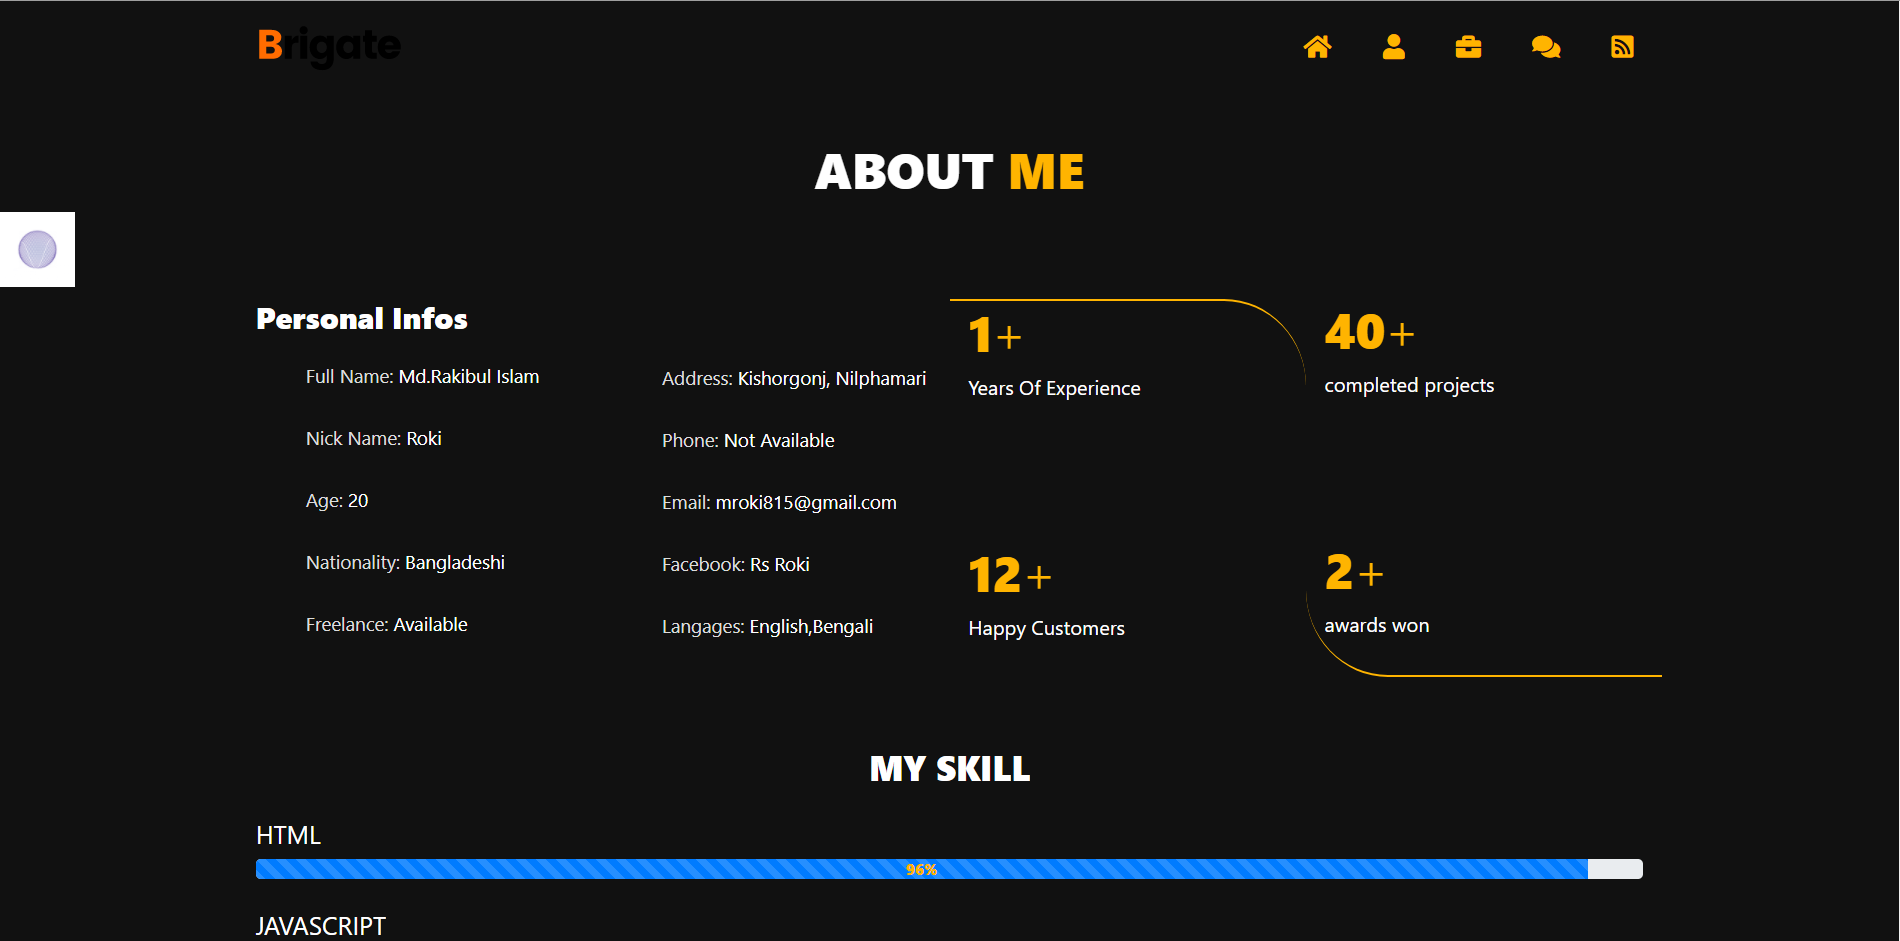 Brigate
ABOUT ME
Personal Infos
Full Name: Md.Rakibul Islam
Nick Name: Roki
Age: 20
Nationality: Bangladeshi
Freelance: Available
Address: Kishorgonj, Nilphamari
Phone: Not Available
Email: mroki815@gmail.com
Facebook: Rs Roki
Langages: English,Bengali
1+
Years Of Experience
40+
completed projects
12+
Happy Customers
2+
awards won
MY SKILL
HTML
96%
JAVASCRIPT